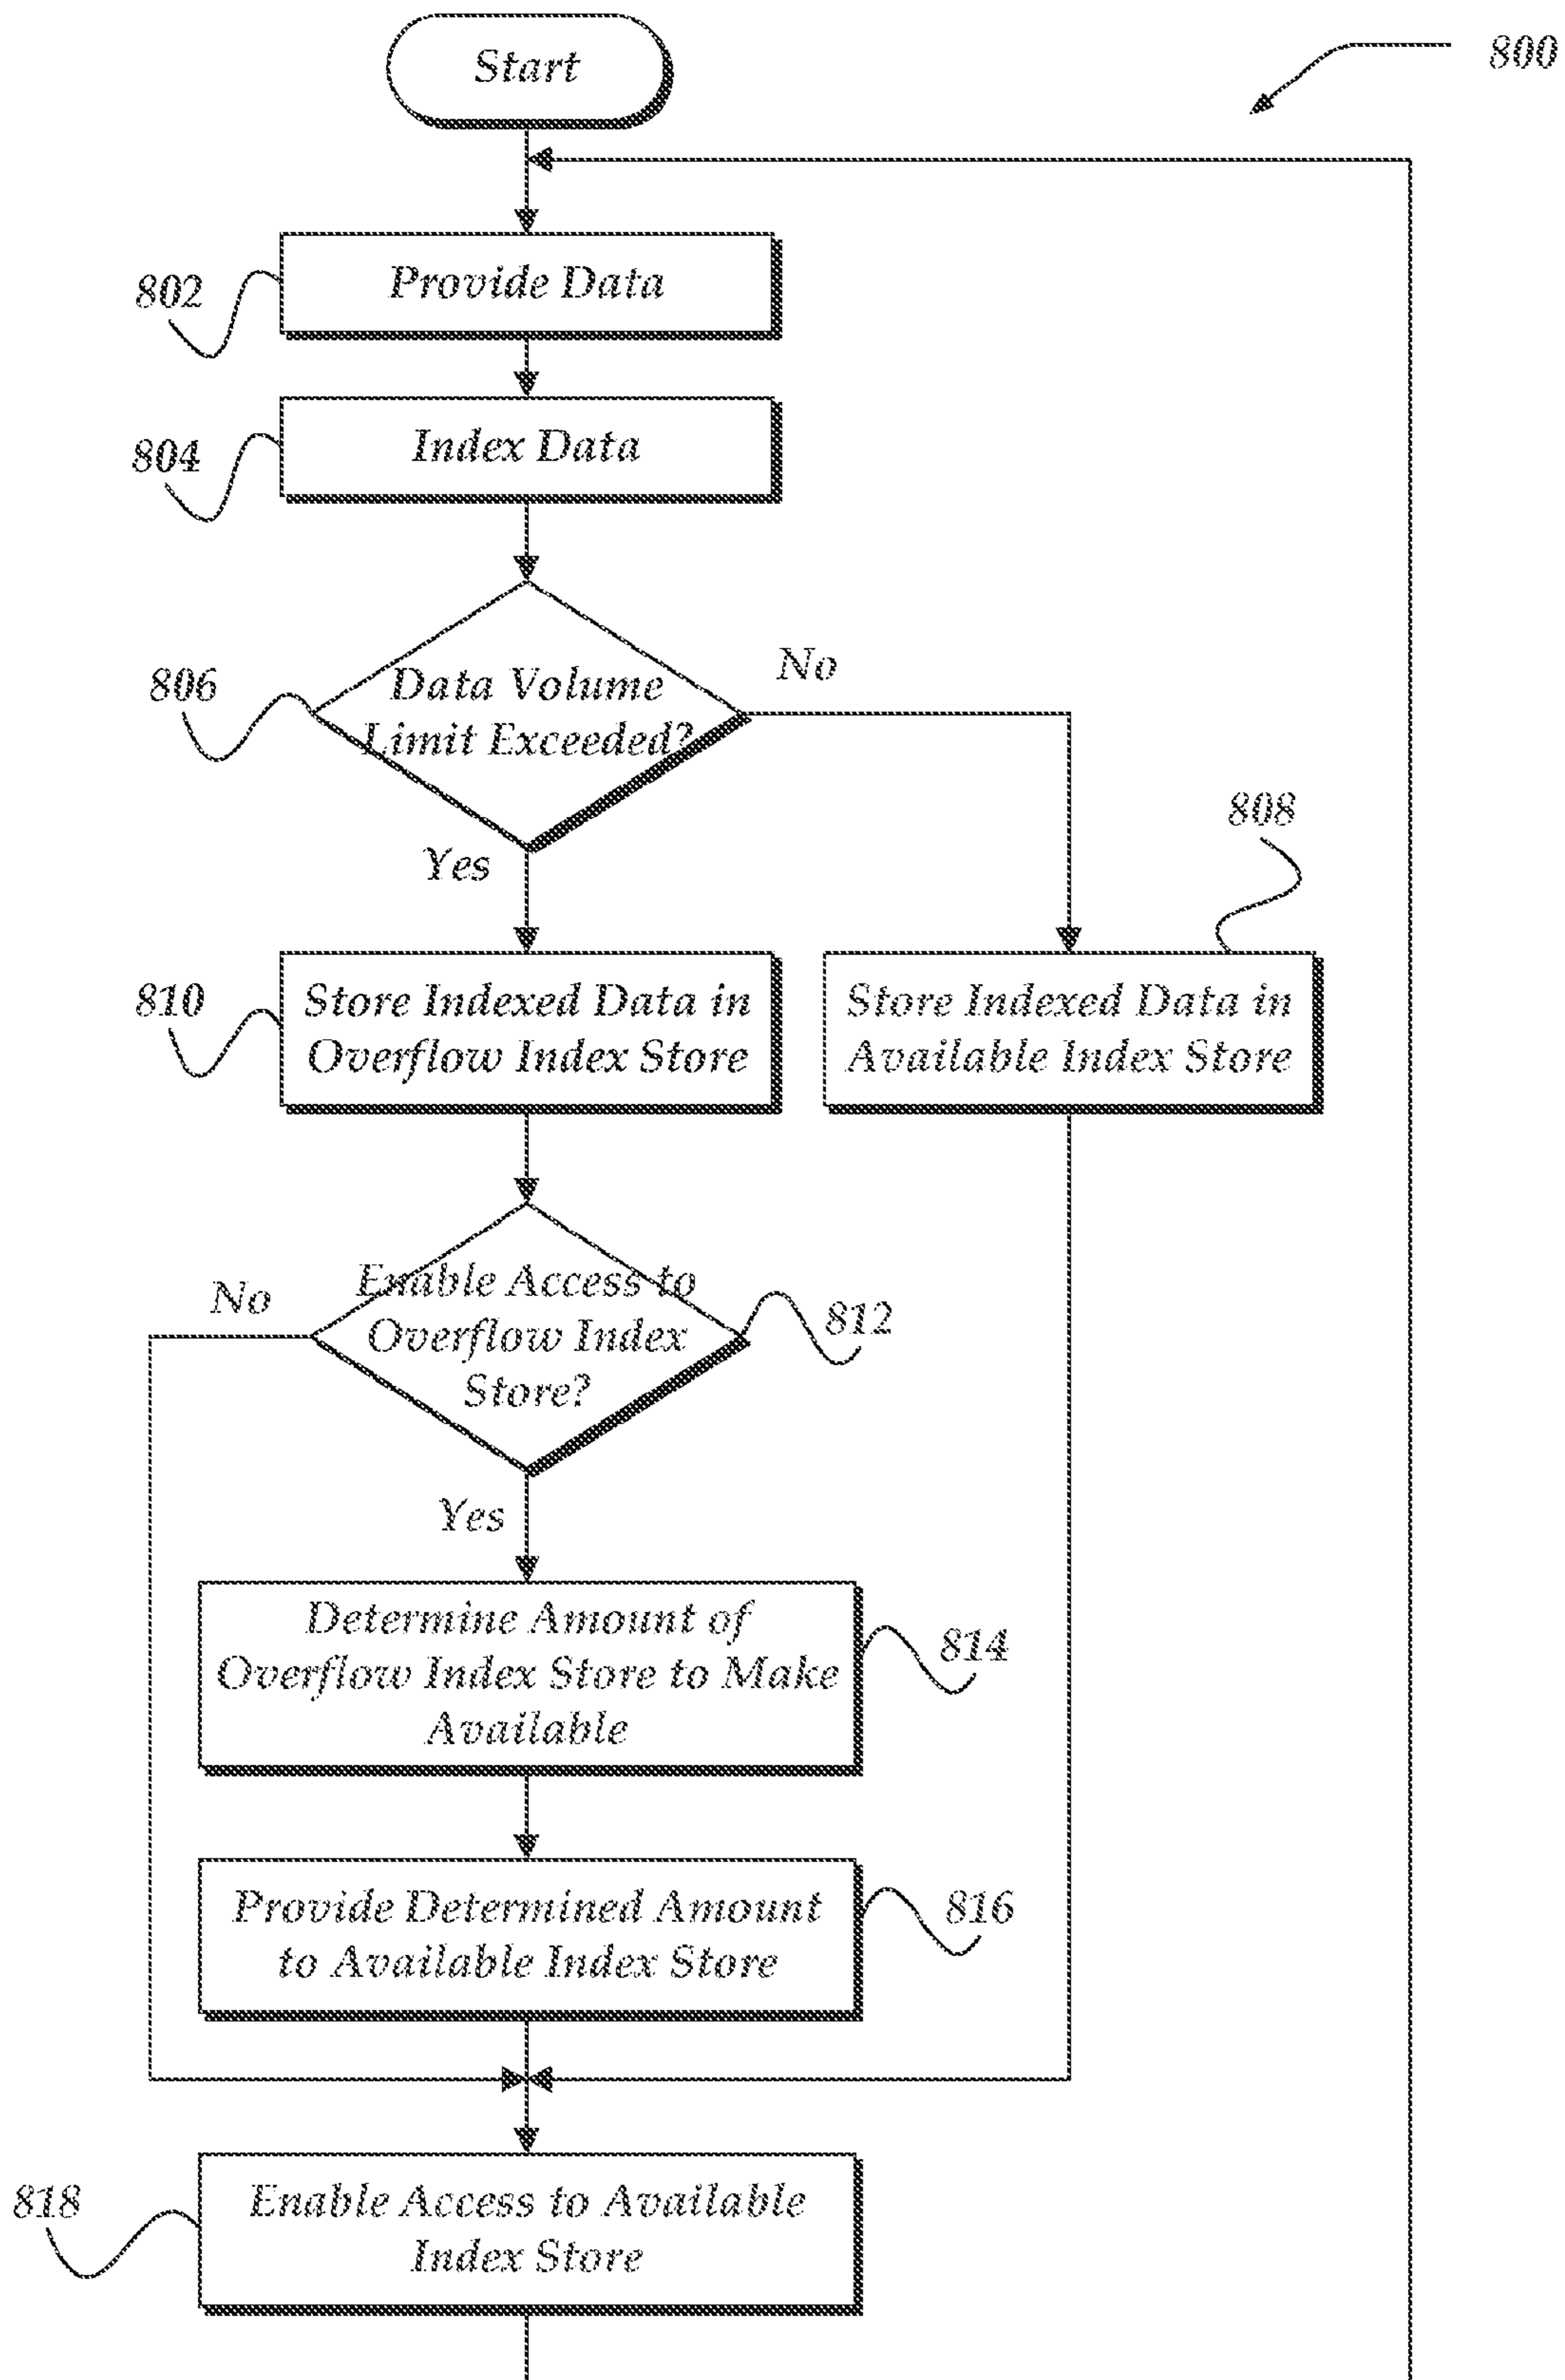 Start
800
802
Provide Data
804
Index Data
806
Data Volume
Limit Exceeded?
No
Yes
808
810
Store Indexed Data in
Overflow Index Store
Store Indexed Data in
Available Index Store
No
Enable Access to
Overflow Index
Store?
812
Yes
Determine Amount of
Overflow Index Store to Make
Available
814
Provide Determined Amount
to Available Index Store
816
818
Enable Access to Available
Index Store